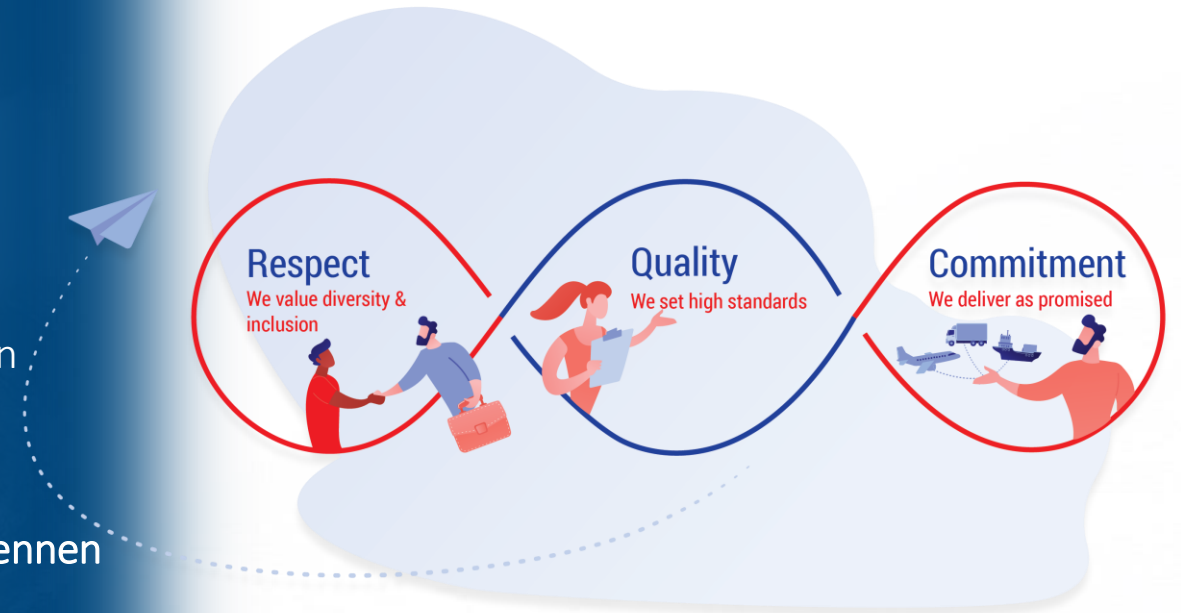 Respect
We value diversity &
inclusion
Quality
We set high standards
Commitment
We deliver as promised
n
ennen